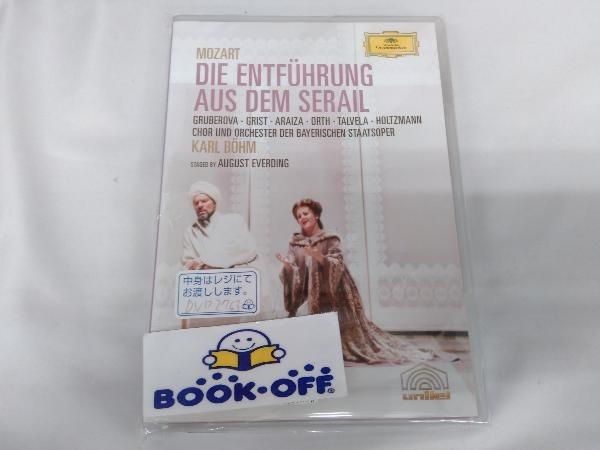 Deutsche Grammophon
MOZART
DIE ENTFÜHRUNG
AUS DEM SERAIL
GRUBEROVA · GRIST · ARAIZA · ORTH · TALVELA · HOLTZMANN
CHOR UND ORCHESTER DER BAYERISCHEN STAATSOPER
KARL BÖHM
STAGED BY AUGUST EVERDING
中身はレジにて
お渡しします。
BOOK·OFF®
unitel